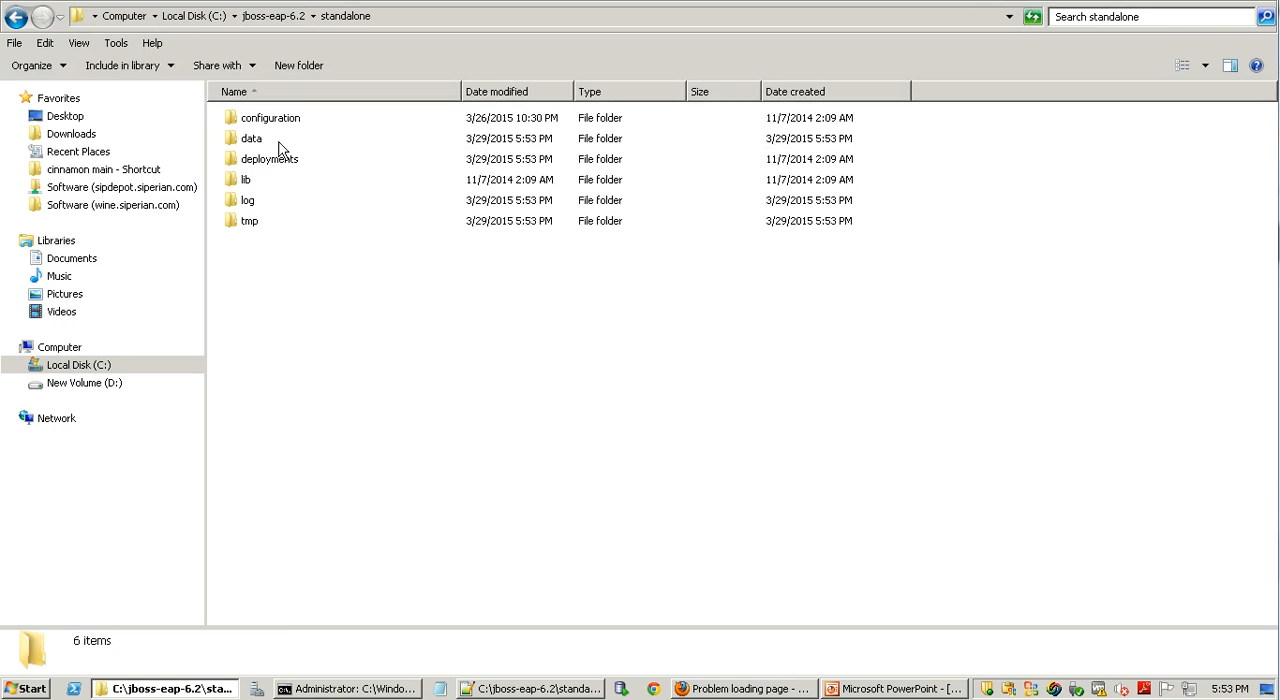 Computer Local Disk (C:) jboss-eap-6.2 standalone Search standalone
File Edit View Tools Help
Organize Include in library Share with New folder
Favorites
Desktop
Downloads
Recent Places
cinnamon main - Shortcut
Software (sipdepot.siperian.com)
Software (wine.siperian.com)
Libraries
Documents
Music
Pictures
Videos
Computer
Local Disk (C:)
New Volume (D:)
Network
Name Date modified Type Size Date created
configuration 3/26/2015 10:30 PM File folder 11/7/2014 2:09 AM
data 3/29/2015 5:53 PM File folder 3/29/2015 5:53 PM
deployments 3/29/2015 5:53 PM File folder 11/7/2014 2:09 AM
lib 11/7/2014 2:09 AM File folder 11/7/2014 2:09 AM
log 3/29/2015 5:53 PM File folder 3/29/2015 5:53 PM
tmp 3/29/2015 5:53 PM File folder 3/29/2015 5:53 PM
6 items
Start C:\jboss-eap-6.2\sta... Administrator: C:\Windo... C:\jboss-eap-6.2\standa... Problem loading page - ... Microsoft PowerPoint - [... 5:53 PM